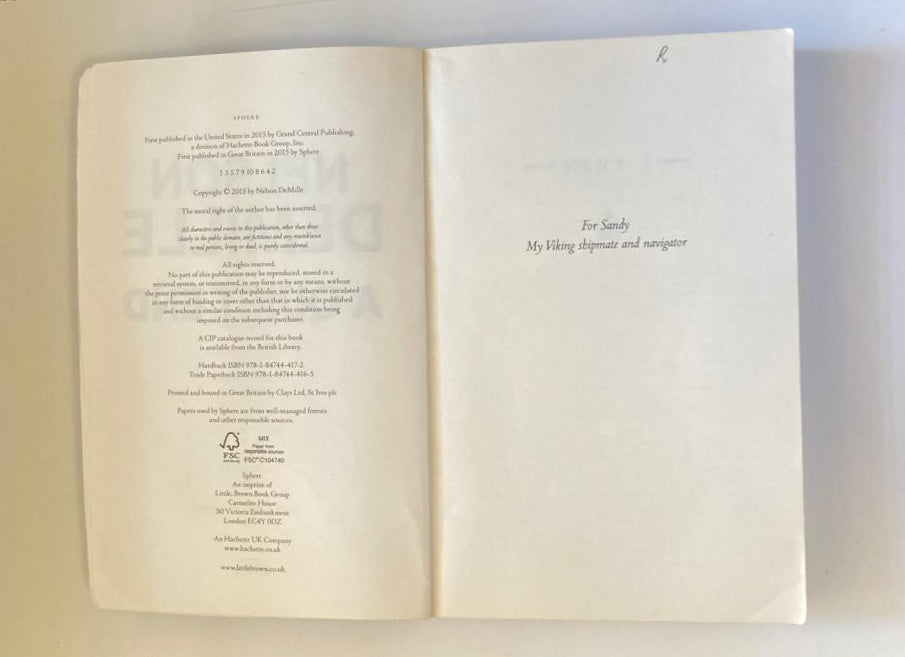 SPHERE
First published in the United States in 2015 by Grand Central Publishing,
a division of Hachette Book Group, Inc.
First published in Great Britain in 2015 by Sphere
1 3 5 7 9 10 8 6 4 2
Copyright © 2015 by Nelson DeMille
The moral right of the author has been asserted.
All characters and events in this publication, other than those
clearly in the public domain, are fictitious and any resemblance
to real persons, living or dead, is purely coincidental.
All rights reserved.
No part of this publication may be reproduced, stored in a
retrieval system, or transmitted, in any form or by any means, without
the prior permission in writing of the publisher, nor be otherwise circulated
in any form of binding or cover other than that in which it is published
and without a similar condition including this condition being
imposed on the subsequent purchaser.
A CIP catalogue record for this book
is available from the British Library.
Hardback ISBN 978-1-84744-417-2
Trade Paperback ISBN 978-1-84744-416-5
Printed and bound in Great Britain by Clays Ltd, St Ives plc
Papers used by Sphere are from well-managed forests
and other responsible sources.
MIX
Paper from
responsible sources
FSC
FSC® C104740
Sphere
An imprint of
Little, Brown Book Group
Carmelite House
50 Victoria Embankment
London EC4Y 0DZ
An Hachette UK Company
www.hachette.co.uk
www.littlebrown.co.uk
R
For Sandy
My Viking shipmate and navigator